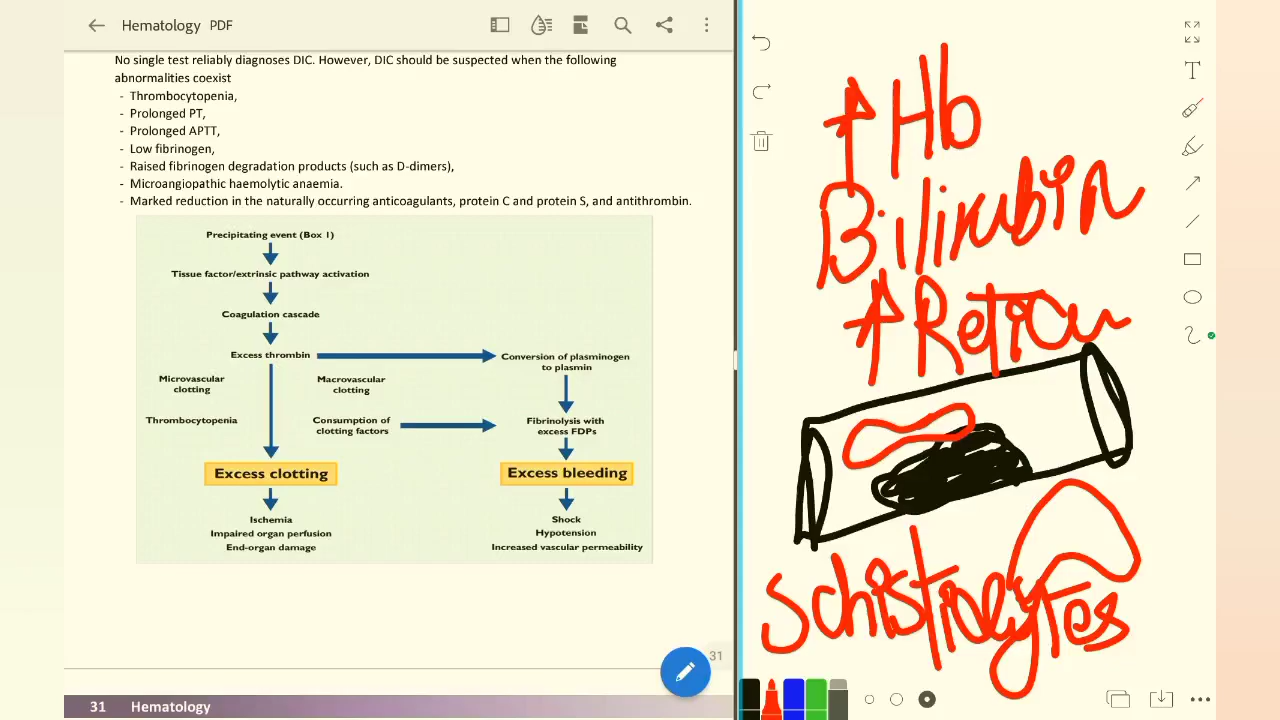 Hematology PDF
No single test reliably diagnoses DIC. However, DIC should be suspected when the following
abnormalities coexist
- Thrombocytopenia,
- Prolonged PT,
- Prolonged APTT,
- Low fibrinogen,
- Raised fibrinogen degradation products (such as D-dimers),
- Microangiopathic haemolytic anaemia.
- Marked reduction in the naturally occurring anticoagulants, protein C and protein S, and antithrombin.
Precipitating event (Box 1)
Tissue factor/extrinsic pathway activation
Coagulation cascade
Excess thrombin
Conversion of plasminogen
to plasmin
Microvascular
clotting
Macrovascular
clotting
Thrombocytopenia
Consumption of
clotting factors
Fibrinolysis with
excess FDPs
Excess clotting
Excess bleeding
Ischemia
Impaired organ perfusion
End-organ damage
Shock
Hypotension
Increased vascular permeability
31
31 Hematology
↑ Hb
Bilirubin
↑ Reticu
Schistiocytes
T